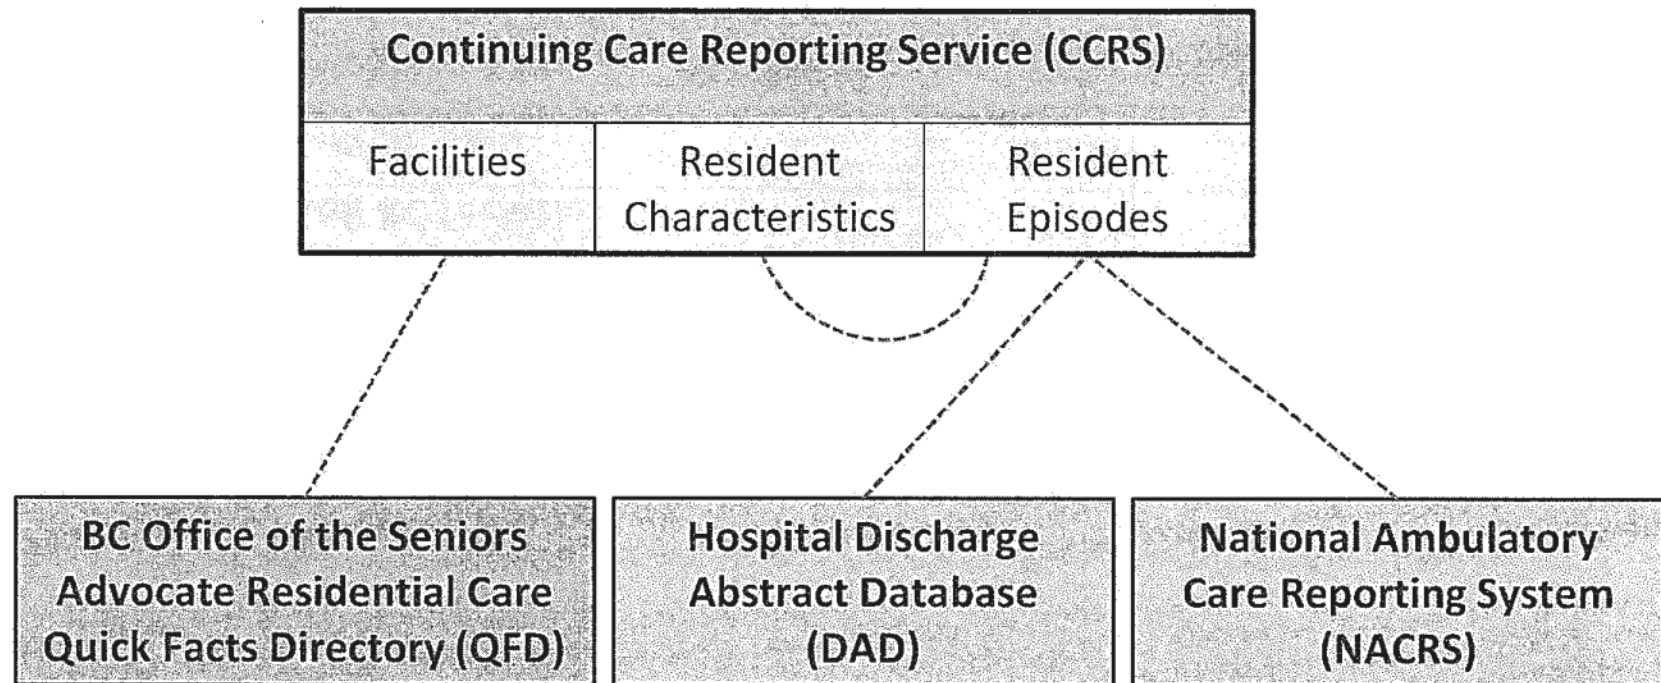 Continuing Care Reporting Service (CCRS)
Facilities
Resident
Characteristics
Resident
Episodes
BC Office of the Seniors
Advocate Residential Care
Quick Facts Directory (QFD)
Hospital Discharge
Abstract Database
(DAD)
National Ambulatory
Care Reporting System
(NACRS)